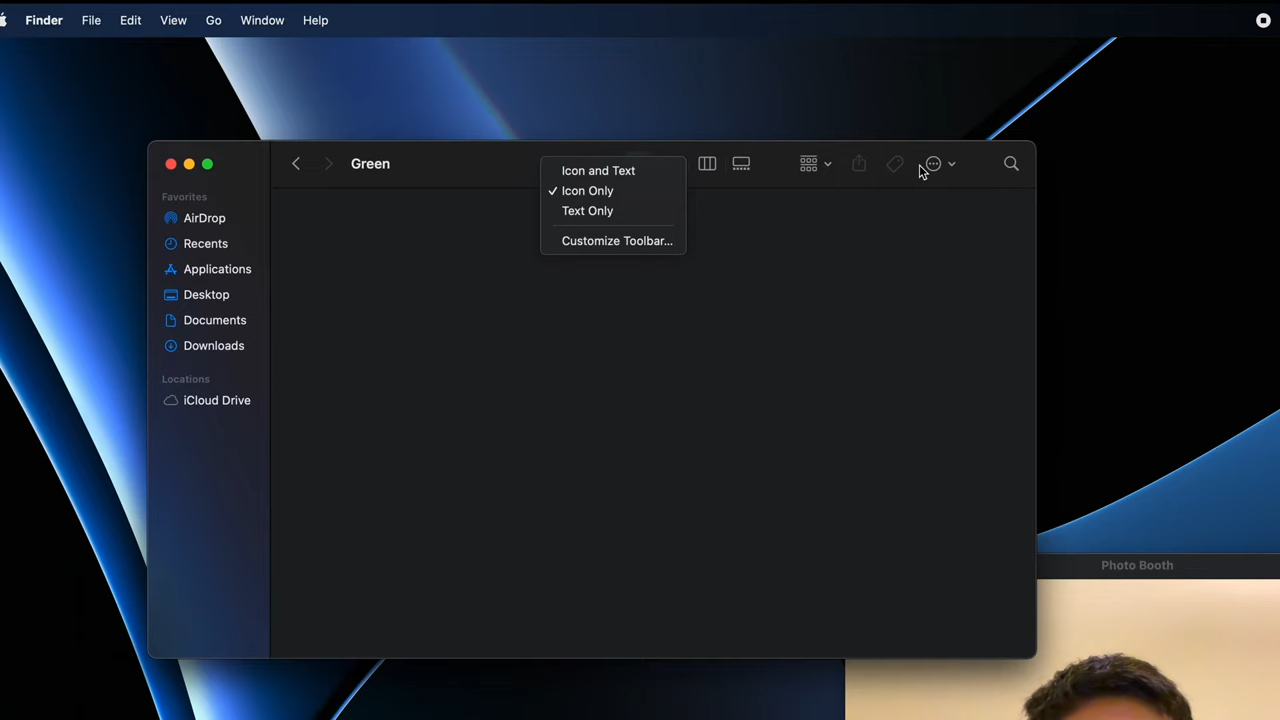 Finder File Edit View Go Window Help
Green
Icon and Text
Icon Only
Text Only
Customize Toolbar...
Favorites
AirDrop
Recents
Applications
Desktop
Documents
Downloads
Locations
iCloud Drive
Photo Booth